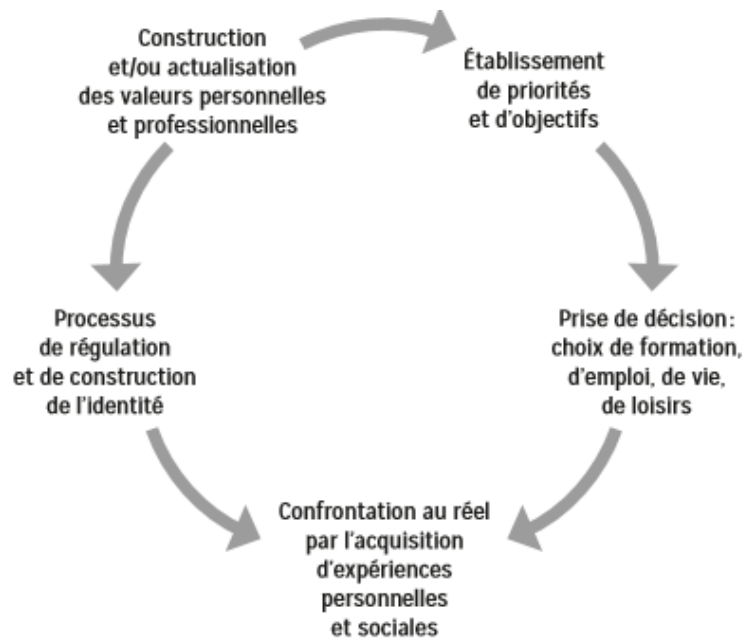 Construction
et/ou actualisation
des valeurs personnelles
et professionnelles
Établissement
de priorités
et d'objectifs
Prise de décision :
choix de formation,
d'emploi, de vie,
de loisirs
Confrontation au réel
par l'acquisition
d'expériences
personnelles
et sociales
Processus
de régulation
et de construction
de l'identité